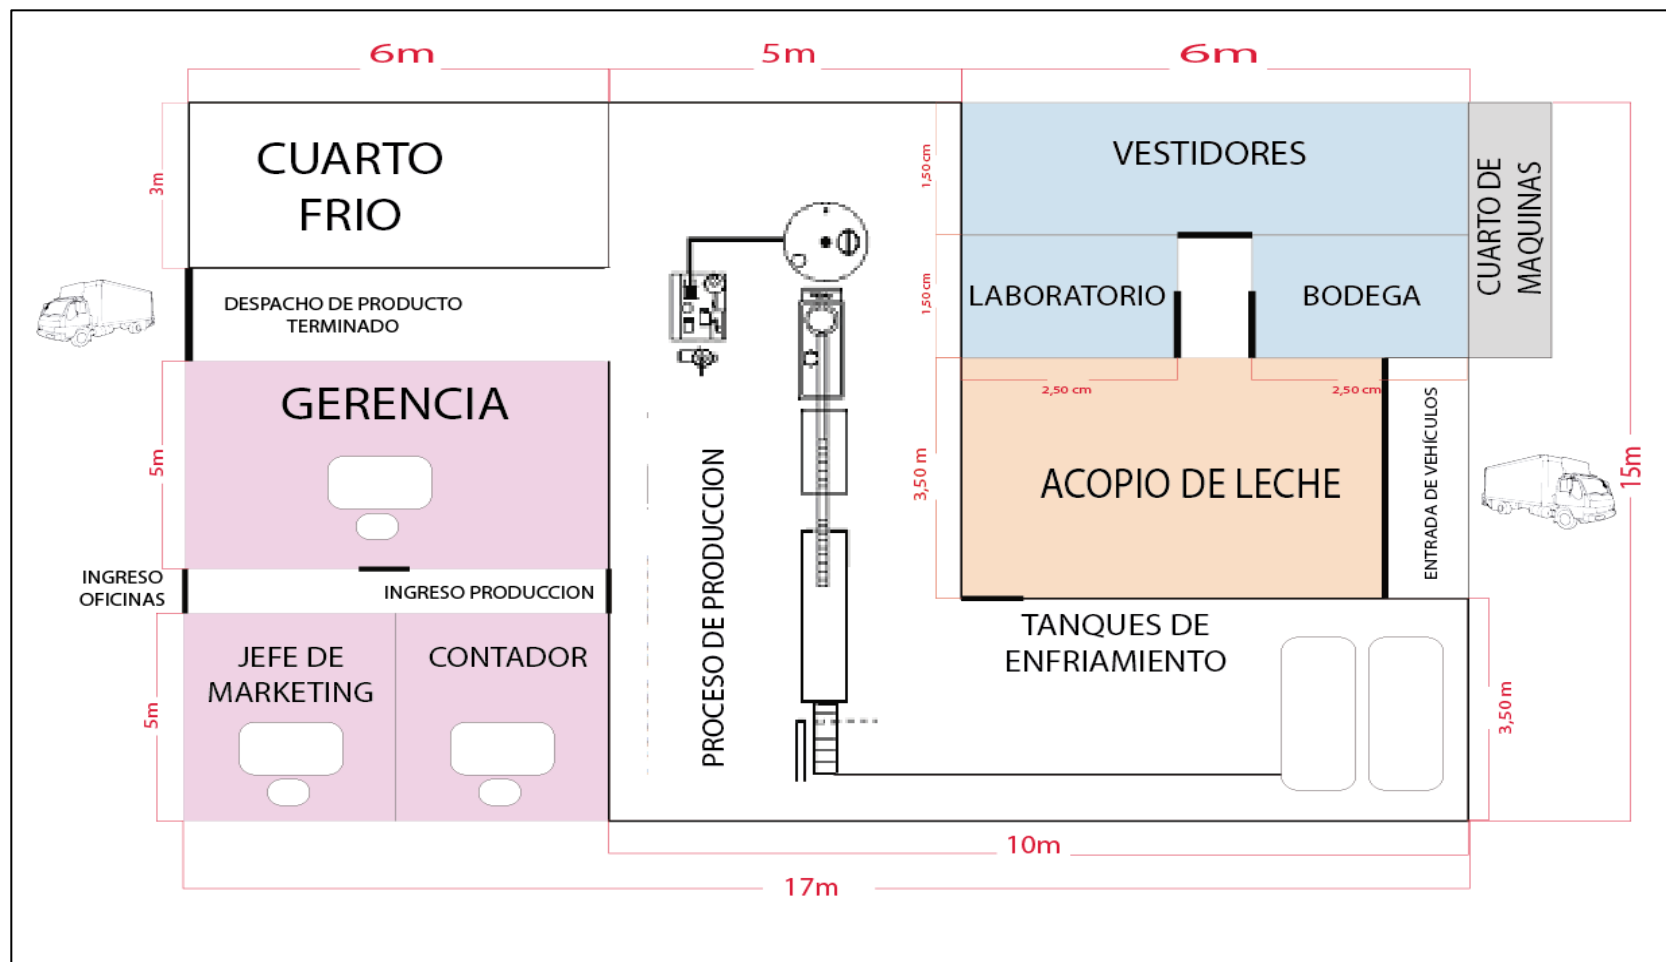 6m
5m
6m
CUARTO
FRIO
3m
1,50 cm
VESTIDORES
CUARTO DE
MAQUINAS
1,50 cm
LABORATORIO
BODEGA
DESPACHO DE PRODUCTO
TERMINADO
2,50 cm
2,50 cm
GERENCIA
5m
PROCESO DE PRODUCCION
3,50 m
ACOPIO DE LECHE
ENTRADA DE VEHÍCULOS
15m
INGRESO
OFICINAS
INGRESO PRODUCCION
JEFE DE
MARKETING
CONTADOR
5m
TANQUES DE
ENFRIAMIENTO
3,50 m
10m
17m